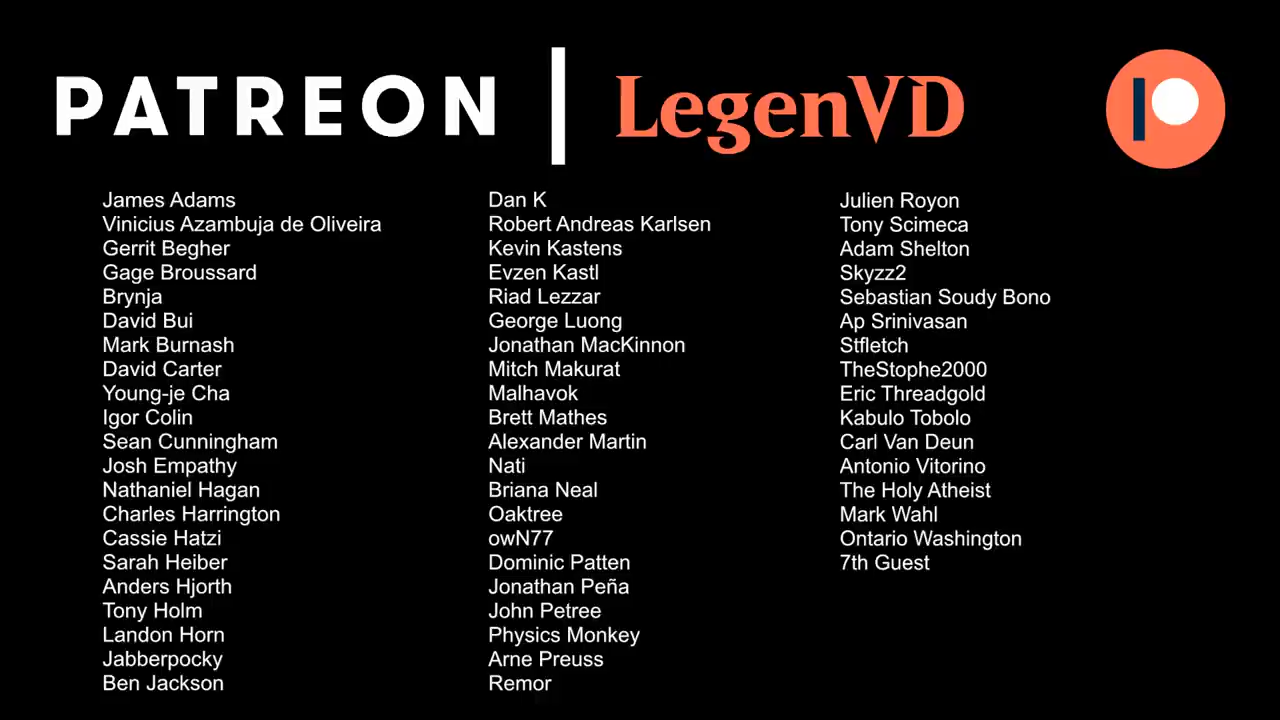 PATREON | LegenVD
James Adams
Vinicius Azambuja de Oliveira
Gerrit Begher
Gage Broussard
Brynja
David Bui
Mark Burnash
David Carter
Young-je Cha
Igor Colin
Sean Cunningham
Josh Empathy
Nathaniel Hagan
Charles Harrington
Cassie Hatzi
Sarah Heiber
Anders Hjorth
Tony Holm
Landon Horn
Jabberpocky
Ben Jackson
Dan K
Robert Andreas Karlsen
Kevin Kastens
Evzen Kastl
Riad Lezzar
George Luong
Jonathan MacKinnon
Mitch Makurat
Malhavok
Brett Mathes
Alexander Martin
Nati
Briana Neal
Oaktree
owN77
Dominic Patten
Jonathan Peña
John Petree
Physics Monkey
Arne Preuss
Remor
Julien Royon
Tony Scimeca
Adam Shelton
Skyzz2
Sebastian Soudy Bono
Ap Srinivasan
Stfletch
TheStophe2000
Eric Threadgold
Kabulo Tobolo
Carl Van Deun
Antonio Vitorino
The Holy Atheist
Mark Wahl
Ontario Washington
7th Guest